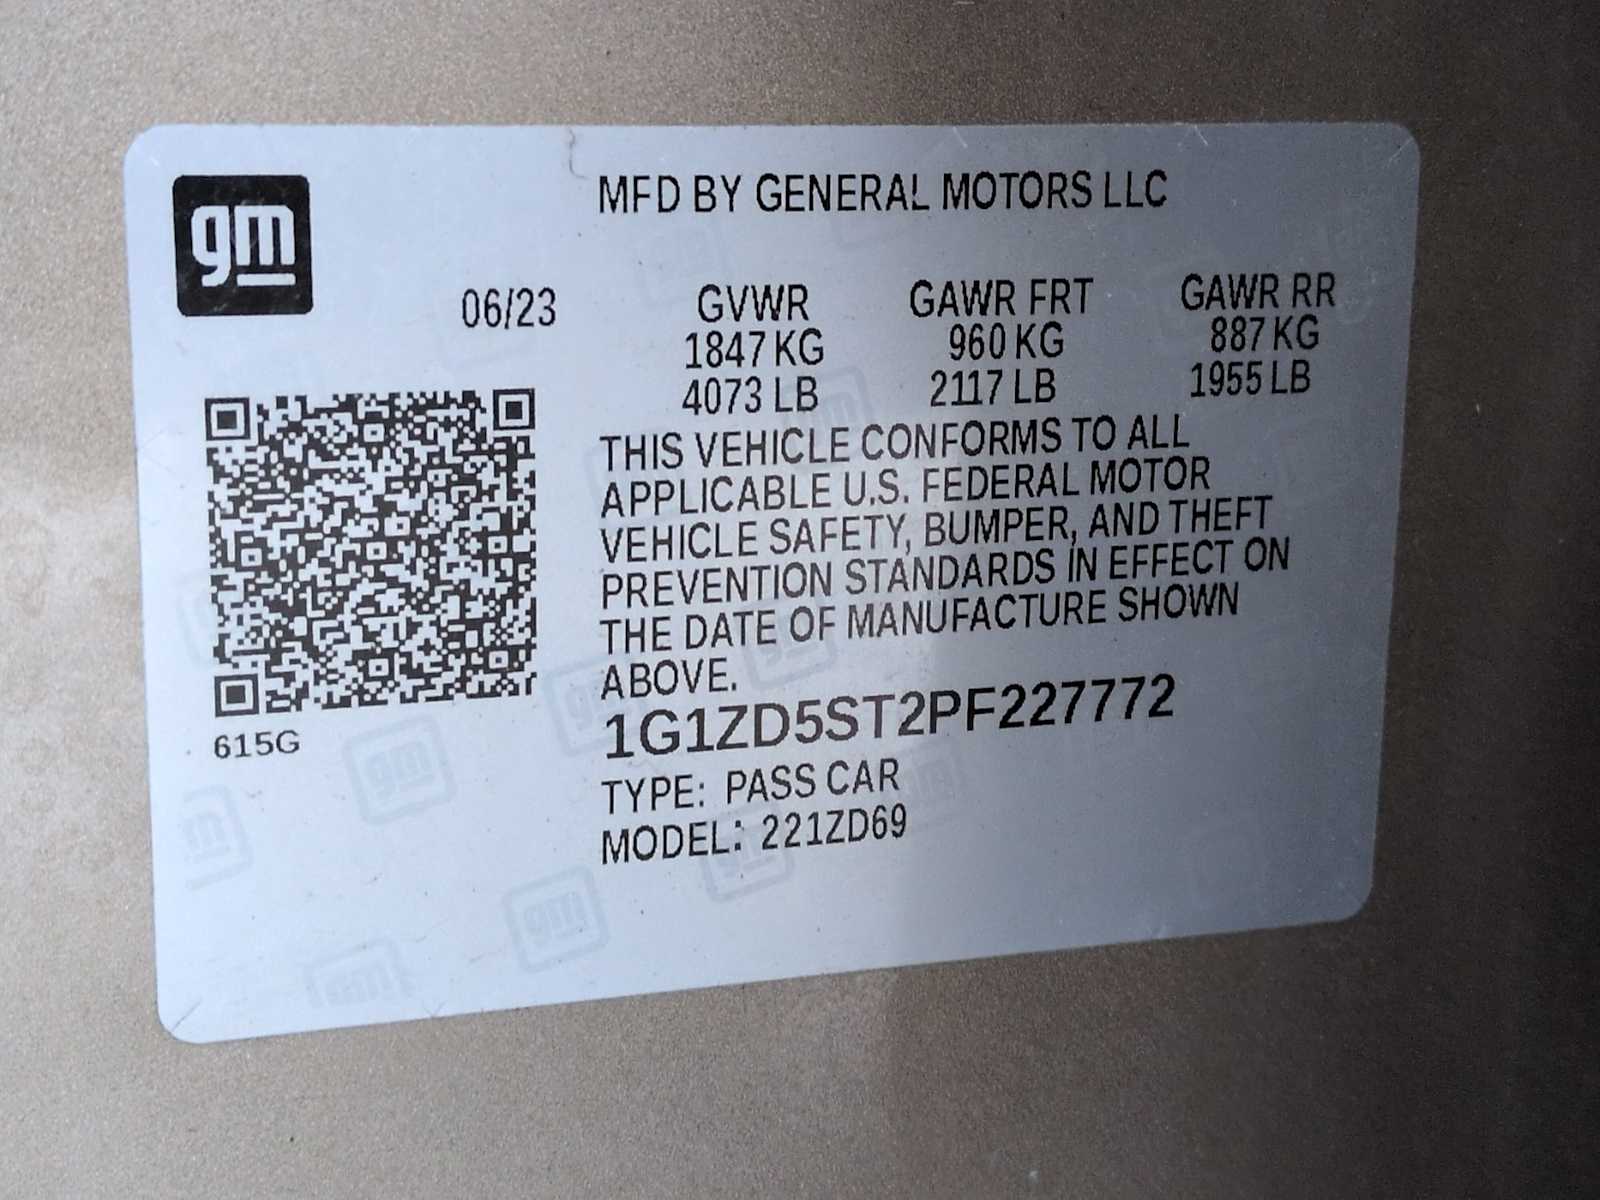 gm
MFD BY GENERAL MOTORS LLC
06/23 GVWR GAWR FRT GAWR RR
1847 KG 960 KG 887 KG
4073 LB 2117 LB 1955 LB
THIS VEHICLE CONFORMS TO ALL
APPLICABLE U.S. FEDERAL MOTOR
VEHICLE SAFETY, BUMPER, AND THEFT
PREVENTION STANDARDS IN EFFECT ON
THE DATE OF MANUFACTURE SHOWN
ABOVE.
1G1ZD5ST2PF227772
615G
TYPE: PASS CAR
MODEL: 221ZD69